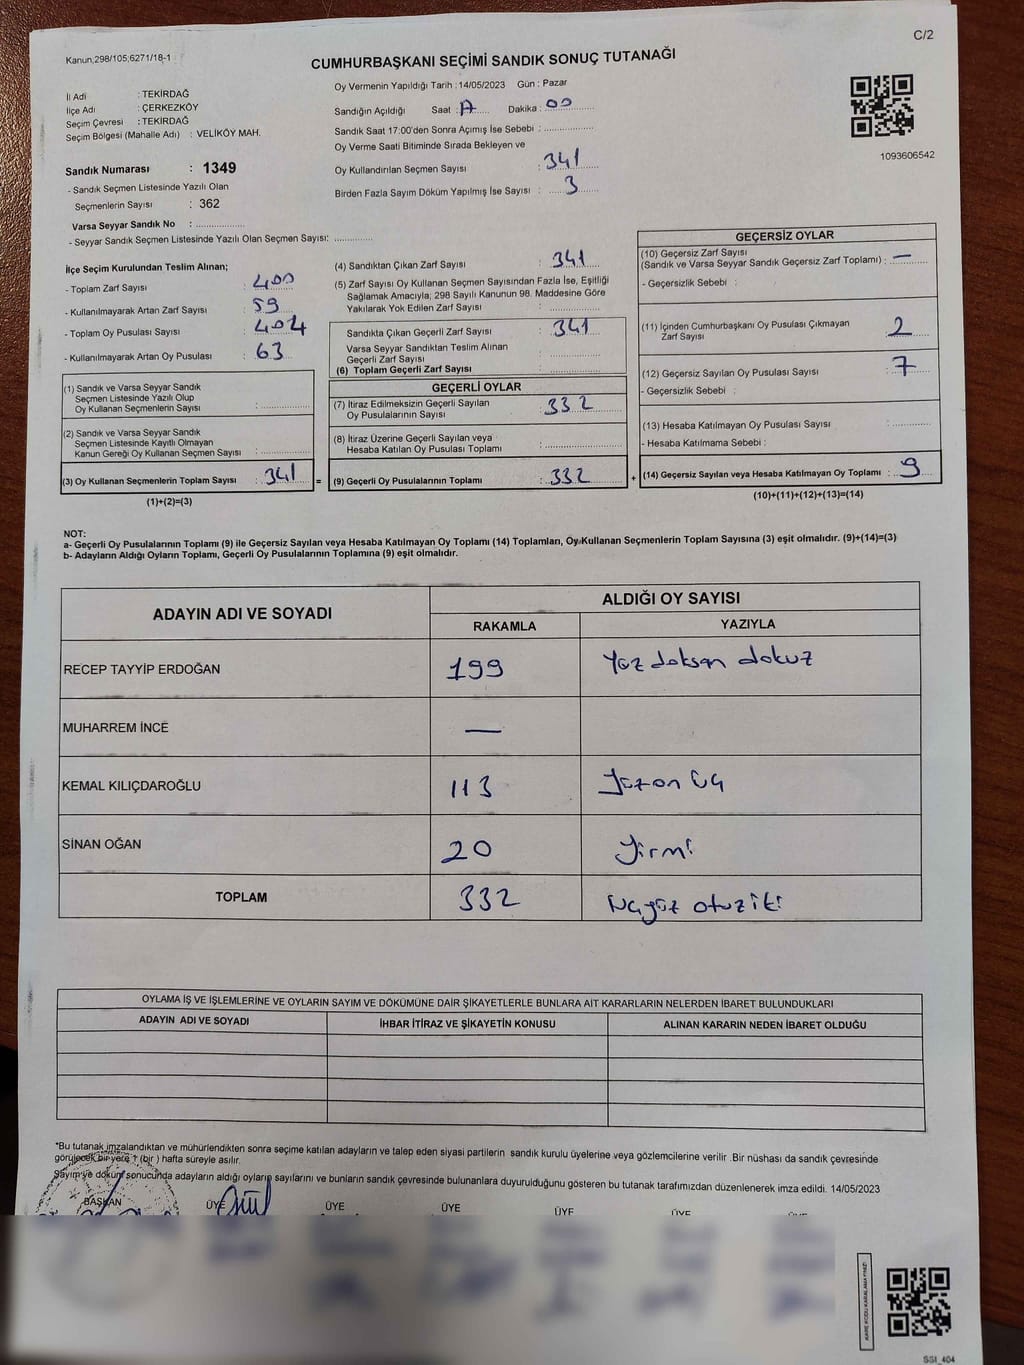 C/2
Kanun;298/105;6271/18-1
CUMHURBAŞKANI SEÇİMİ SANDIK SONUÇ TUTANAĞI
İl Adi : TEKİRDAĞ
İlçe Adı : ÇERKEZKÖY
Seçim Çevresi : TEKİRDAĞ
Seçim Bölgesi (Mahalle Adı) : VELİKÖY MAH.
Oy Vermenin Yapıldığı Tarih :14/05/2023 Gün : Pazar
Sandığın Açıldığı Saat : Dakika : 00
Sandık Saat 17:00'den Sonra Açımış İse Sebebi :
Oy Verme Saati Bitiminde Sırada Bekleyen ve
Oy Kullandırılan Seçmen Sayısı : 341
Birden Fazla Sayım Döküm Yapılmış İse Sayısı : 3
1093606542
Sandık Numarası : 1349
- Sandık Seçmen Listesinde Yazılı Olan
Seçmenlerin Sayısı : 362
Varsa Seyyar Sandık No :
- Seyyar Sandık Seçmen Listesinde Yazılı Olan Seçmen Sayısı:
İlçe Seçim Kurulundan Teslim Alınan;
- Toplam Zarf Sayısı : 400
- Kullanılmayarak Artan Zarf Sayısı : 59
- Toplam Oy Pusulası Sayısı : 404
- Kullanılmayarak Artan Oy Pusulası : 63
(1) Sandık ve Varsa Seyyar Sandık
Seçmen Listesinde Yazılı Olup
Oy Kullanan Seçmenlerin Sayısı :
(2) Sandık ve Varsa Seyyar Sandık
Seçmen Listesinde Kayıtlı Olmayan
Kanun Gereği Oy Kullanan Seçmen Sayısı :
(3) Oy Kullanan Seçmenlerin Toplam Sayısı : 341 =
(1)+(2)=(3)
(4) Sandıktan Çıkan Zarf Sayısı : 341
(5) Zarf Sayısı Oy Kullanan Seçmen Sayısından Fazla İse, Eşitliği
Sağlamak Amacıyla; 298 Sayılı Kanunun 98. Maddesine Göre
Yakılarak Yok Edilen Zarf Sayısı :
Sandıkta Çıkan Geçerli Zarf Sayısı : 341
Varsa Seyyar Sandıktan Teslim Alınan
Geçerli Zarf Sayısı :
(6) Toplam Geçerli Zarf Sayısı :
GEÇERLİ OYLAR
(7) İtiraz Edilmeksizin Geçerli Sayılan
Oy Pusulalarının Sayısı : 332
(8) İtiraz Üzerine Geçerli Sayılan veya
Hesaba Katılan Oy Pusulası Toplamı :
(9) Geçerli Oy Pusulalarının Toplamı : 332 +
GEÇERSİZ OYLAR
(10) Geçersiz Zarf Sayısı
(Sandık ve Varsa Seyyar Sandık Geçersiz Zarf Toplamı) : —
- Geçersizlik Sebebi :
(11) İçinden Cumhurbaşkanı Oy Pusulası Çıkmayan
Zarf Sayısı : 2
(12) Geçersiz Sayılan Oy Pusulası Sayısı : 7
- Geçersizlik Sebebi :
(13) Hesaba Katılmayan Oy Pusulası Sayısı :
- Hesaba Katılmama Sebebi :
(14) Geçersiz Sayılan veya Hesaba Katılmayan Oy Toplamı : 9
(10)+(11)+(12)+(13)=(14)
NOT:
a- Geçerli Oy Pusulalarının Toplamı (9) ile Geçersiz Sayılan veya Hesaba Katılmayan Oy Toplamı (14) Toplamları, Oy Kullanan Seçmenlerin Toplam Sayısına (3) eşit olmalıdır. (9)+(14)=(3)
b- Adayların Aldığı Oyların Toplamı, Geçerli Oy Pusulalarının Toplamına (9) eşit olmalıdır.
ADAYIN ADI VE SOYADI
ALDIĞI OY SAYISI
RAKAMLA YAZIYLA
RECEP TAYYİP ERDOĞAN 199 Yüz doksan dokuz
MUHARREM İNCE —
KEMAL KILIÇDAROĞLU 113 Yüz on üç
SİNAN OĞAN 20 Yirmi
TOPLAM 332 üçyüz otuz iki
OYLAMA İŞ VE İŞLEMLERİNE VE OYLARIN SAYIM VE DÖKÜMÜNE DAİR ŞİKAYETLERLE BUNLARA AİT KARARLARIN NELERDEN İBARET BULUNDUKLARI
ADAYIN ADI VE SOYADI İHBAR İTİRAZ VE ŞİKAYETİN KONUSU ALINAN KARARIN NEDEN İBARET OLDUĞU
*Bu tutanak imzalandıktan ve mühürlendikten sonra seçime katılan adayların ve talep eden siyasi partilerin sandık kurulu üyelerine veya gözlemcilerine verilir .Bir nüshası da sandık çevresinde
görülecek bir yere 1 (bir ) hafta süreyle asılır.
Sayım ve döküm sonucunda adayların aldığı oyların sayılarını ve bunların sandık çevresinde bulunanlara duyurulduğunu gösteren bu tutanak tarafımızdan düzenlenerek imza edildi. 14/05/2023
BAŞKAN ÜYE ÜYE ÜYE ÜYE ÜYE
SSI_404